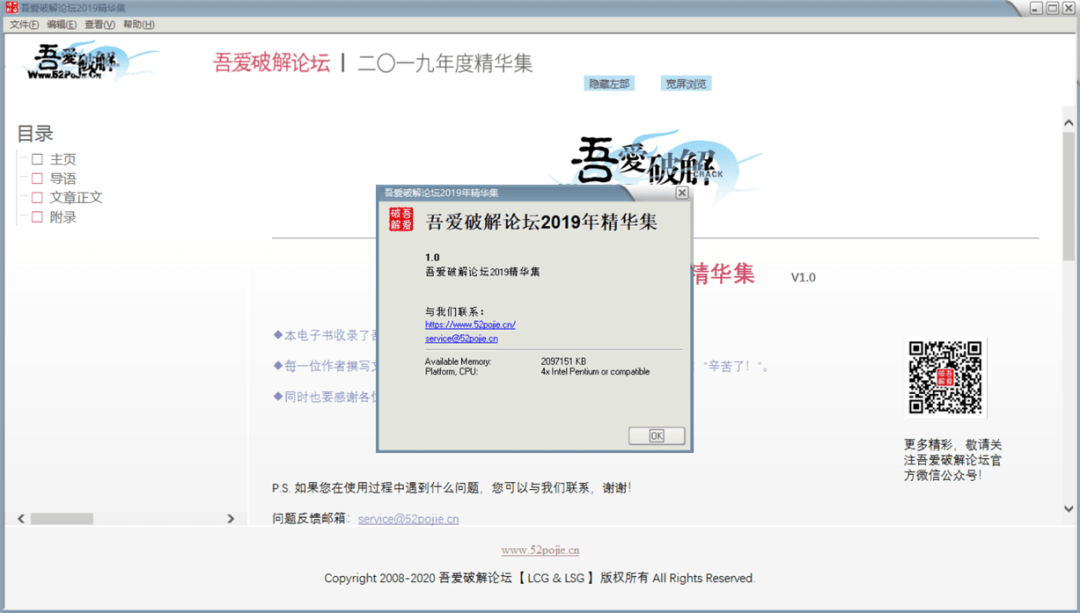 吾爱破解论坛2019精华集
文件(F) 编辑(E) 查看(V) 帮助(H)
吾愛破解
Www.52PoJie.Cn
吾爱破解论坛 | 二〇一九年度精华集
隐藏左部 宽屏浏览
目录
主页
导语
文章正文
附录
吾愛破解
CRACK
吾爱破解论坛2019年精华集
吾爱破解
吾爱破解论坛2019年精华集
1.0
吾爱破解论坛2019精华集
与我们联系：
https://www.52pojie.cn/
service@52pojie.cn
Available Memory: 2097151 KB
Platform, CPU: 4x Intel Pentium or compatible
OK
精华集 V1.0
◆本电子书收录了
◆每一位作者撰写 “辛苦了！”。
◆同时也要感谢各
更多精彩，敬请关
注吾爱破解论坛官
方微信公众号！
P.S. 如果您在使用过程中遇到什么问题，您可以与我们联系，谢谢！
问题反馈邮箱：service@52pojie.cn
www.52pojie.cn
Copyright 2008-2020 吾爱破解论坛【 LCG & LSG 】版权所有 All Rights Reserved.